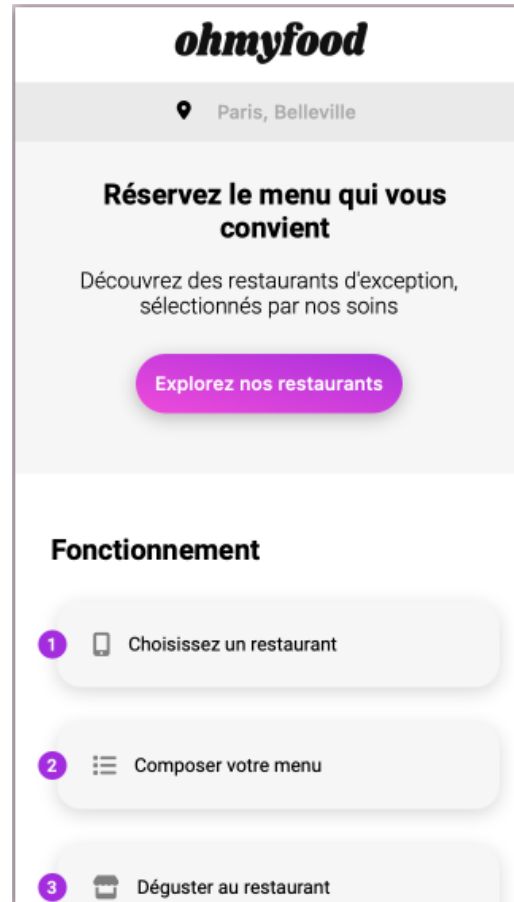 ohmyfood
Paris, Belleville
Réservez le menu qui vous
convient
Découvrez des restaurants d'exception,
sélectionnés par nos soins
Explorez nos restaurants
Fonctionnement
1 Choisissez un restaurant
2 Composer votre menu
3 Déguster au restaurant